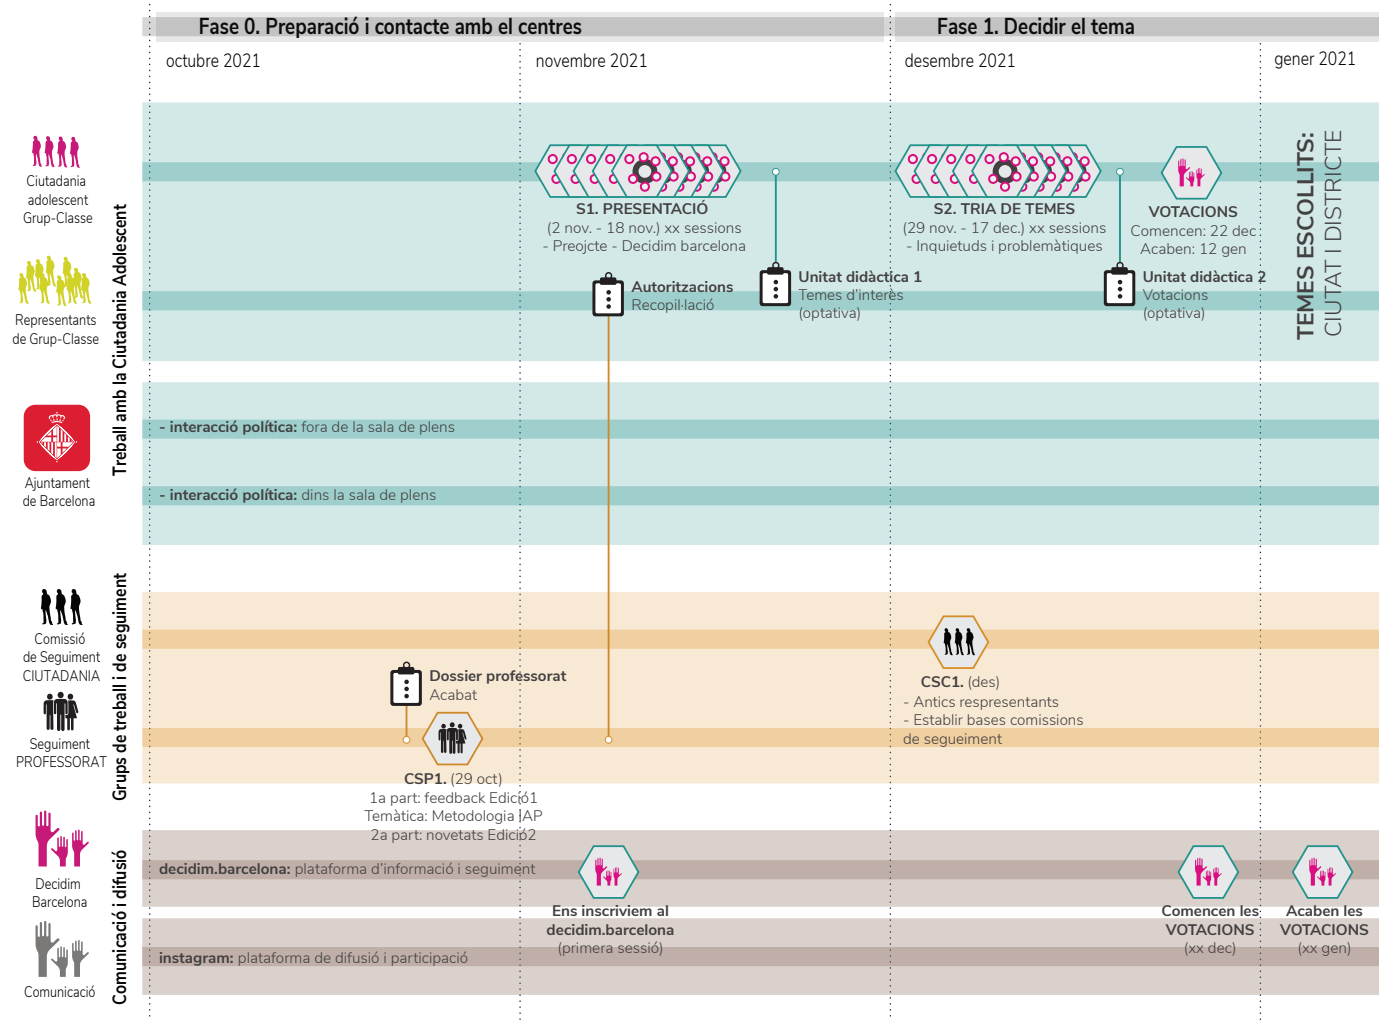 Fase 0. Preparació i contacte amb el centres
Fase 1. Decidir el tema
octubre 2021
novembre 2021
desembre 2021
gener 2021
Treball amb la Ciutadania Adolescent
Ciutadania
adolescent
Grup-Classe
Representants
de Grup-Classe
Ajuntament
de Barcelona
S1. PRESENTACIÓ
(2 nov. - 18 nov.) xx sessions
- Preojcte - Decidim barcelona
Autoritzacions
Recopil·lació
Unitat didàctica 1
Temes d'interès
(optativa)
S2. TRIA DE TEMES
(29 nov. - 17 dec.) xx sessions
- Inquietuds i problemàtiques
Unitat didàctica 2
Votacions
(optativa)
VOTACIONS
Comencen: 22 dec
Acaben: 12 gen
TEMES ESCOLLITS:
CIUTAT I DISTRICTE
- interacció política: fora de la sala de plens
- interacció política: dins la sala de plens
Grups de treball i de seguiment
Comissió
de Seguiment
CIUTADANIA
Seguiment
PROFESSORAT
Dossier professorat
Acabat
CSP1. (29 oct)
1a part: feedback Edició1
Temàtica: Metodologia IAP
2a part: novetats Edició2
CSC1. (des)
- Antics respresentants
- Establir bases comissions
de segueiment
Comunicació i difusió
Decidim
Barcelona
Comunicació
decidim.barcelona: plataforma d'informació i seguiment
Ens inscriviem al
decidim.barcelona
(primera sessió)
Comencen les
VOTACIONS
(xx dec)
Acaben les
VOTACIONS
(xx gen)
instagram: plataforma de difusió i participació